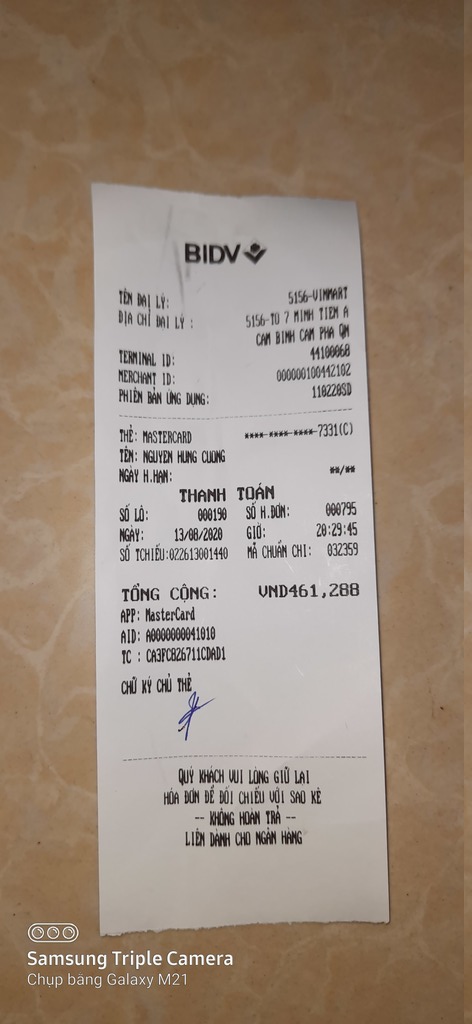 BIDV
TÊN ĐẠI LÝ: 5156-VINMART
ĐỊA CHỈ ĐẠI LÝ : 5156-TO 7 MINH TIEN A
CAM BINH CAM PHA QN
TERMINAL ID: 44100068
MERCHANT ID: 000000100442102
PHIÊN BẢN ỨNG DỤNG: 110220SD
THẺ: MASTERCARD ****-****-****-7331(C)
TÊN: NGUYEN HUNG CUONG
NGÀY H.HẠN: **/**
THANH TOÁN
SỐ LÔ: 000190 SỐ H.ĐƠN: 000795
NGÀY: 13/08/2020 GIỜ: 20:29:45
SỐ TCHIẾU:022613001440 MÃ CHUẨN CHI: 032359
TỔNG CỘNG: VND461,288
APP: MasterCard
AID: A0000000041010
TC : CA3FC826711CDAD1
CHỮ KÝ CHỦ THẺ
QUÝ KHÁCH VUI LÒNG GIỮ LẠI
HÓA ĐƠN ĐỂ ĐỐI CHIẾU VỚI SAO KÊ
-- KHÔNG HOÀN TRẢ --
LIÊN DÀNH CHO NGÂN HÀNG
Samsung Triple Camera
Chụp bằng Galaxy M21